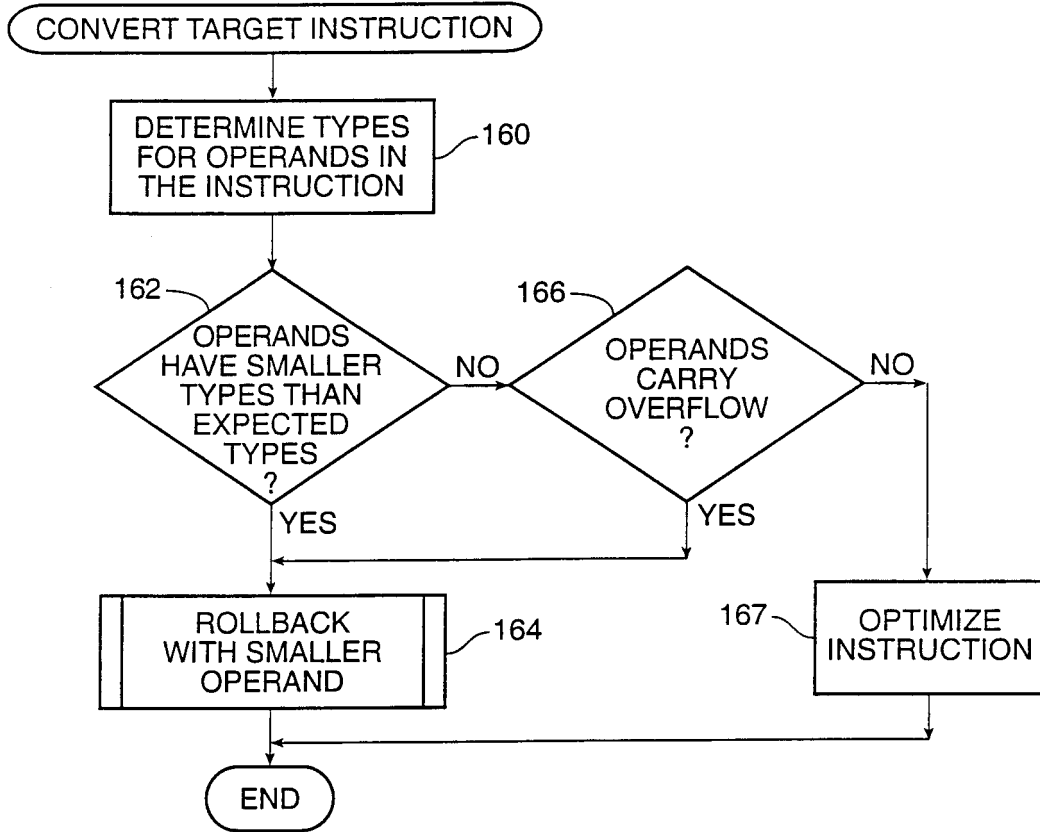 CONVERT TARGET INSTRUCTION
DETERMINE TYPES
FOR OPERANDS IN
THE INSTRUCTION
160
162
OPERANDS
HAVE SMALLER
TYPES THAN
EXPECTED
TYPES
?
NO
YES
166
OPERANDS
CARRY
OVERFLOW
?
NO
YES
ROLLBACK
WITH SMALLER
OPERAND
164
167
OPTIMIZE
INSTRUCTION
END